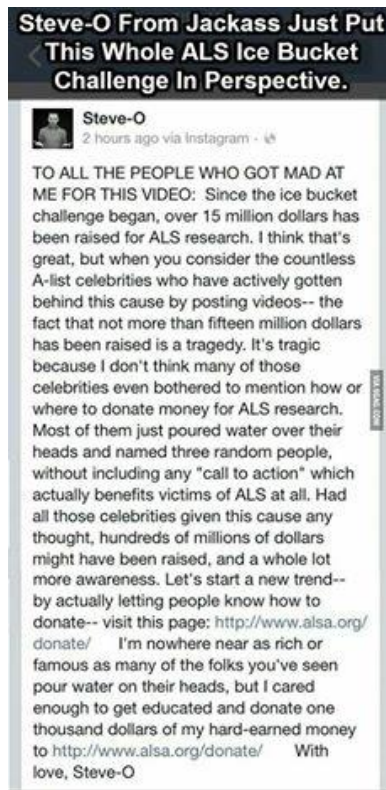 Steve-O From Jackass Just Put
This Whole ALS Ice Bucket
Challenge In Perspective.
Steve-O
2 hours ago via Instagram
TO ALL THE PEOPLE WHO GOT MAD AT
ME FOR THIS VIDEO:  Since the ice bucket
challenge began, over 15 million dollars has
been raised for ALS research. I think that's
great, but when you consider the countless
A-list celebrities who have actively gotten
behind this cause by posting videos-- the
fact that not more than fifteen million dollars
has been raised is a tragedy. It's tragic
because I don't think many of those
celebrities even bothered to mention how or
where to donate money for ALS research.
Most of them just poured water over their
heads and named three random people,
without including any "call to action" which
actually benefits victims of ALS at all. Had
all those celebrities given this cause any
thought, hundreds of millions of dollars
might have been raised, and a whole lot
more awareness. Let's start a new trend--
by actually letting people know how to
donate-- visit this page: http://www.alsa.org/
donate/     I'm nowhere near as rich or
famous as many of the folks you've seen
pour water on their heads, but I cared
enough to get educated and donate one
thousand dollars of my hard-earned money
to http://www.alsa.org/donate/     With
love, Steve-O
VIA 9GAG.COM